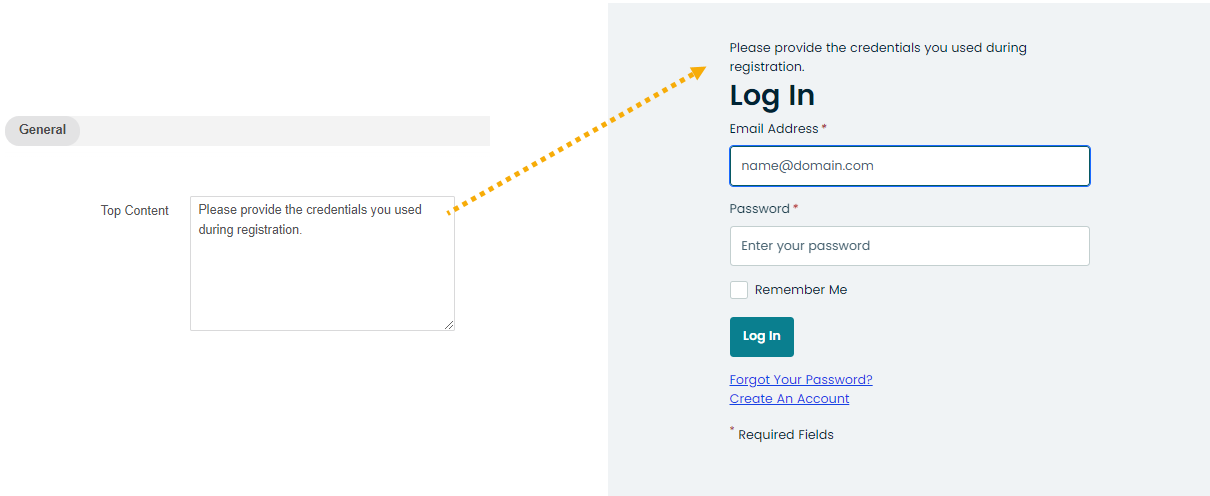 General
Top Content
Please provide the credentials you used
during registration.
Please provide the credentials you used during
registration.
Log In
Email Address *
name@domain.com
Password *
Enter your password
Remember Me
Log In
Forgot Your Password?
Create An Account
* Required Fields